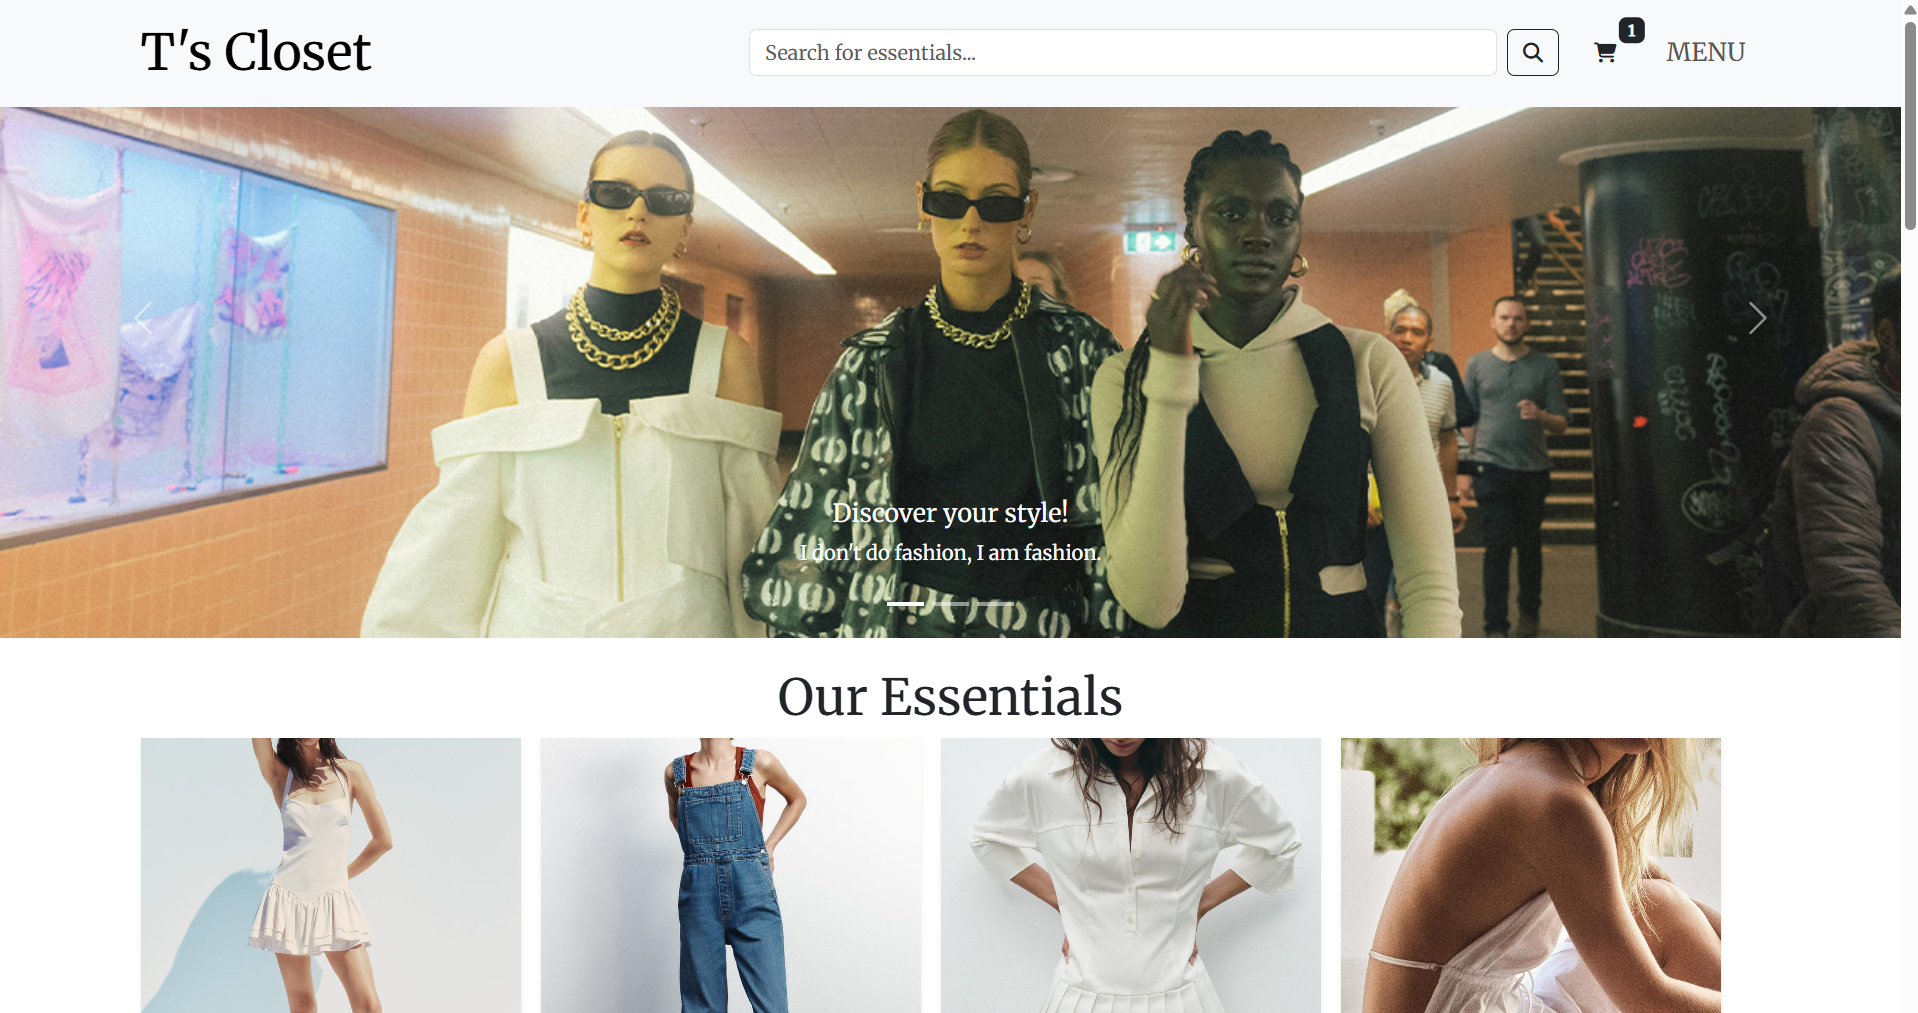 T's Closet
Search for essentials...
1
MENU
Discover your style!
I don't do fashion, I am fashion.
Our Essentials